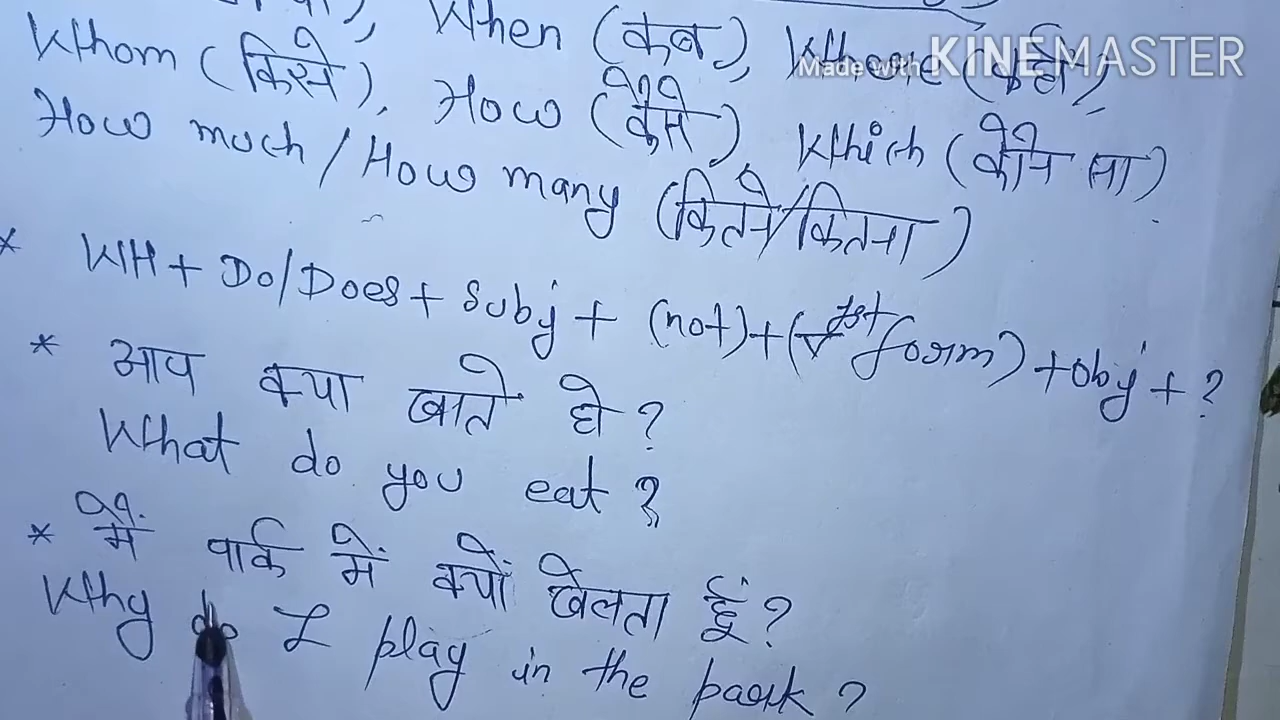 When (कब), Where (कहाँ),
Made with KINEMASTER
Whom (किसे), How (कैसे), Which (कौन सा)
How much / How many (कितने/कितना)
* WH + Do/Does + Subj + (not) + (V 1st form) + obj + ?
* आप क्या खाते हो?
What do you eat?
* मैं पार्क में क्यों खेलता हूँ?
Why do I play in the park?